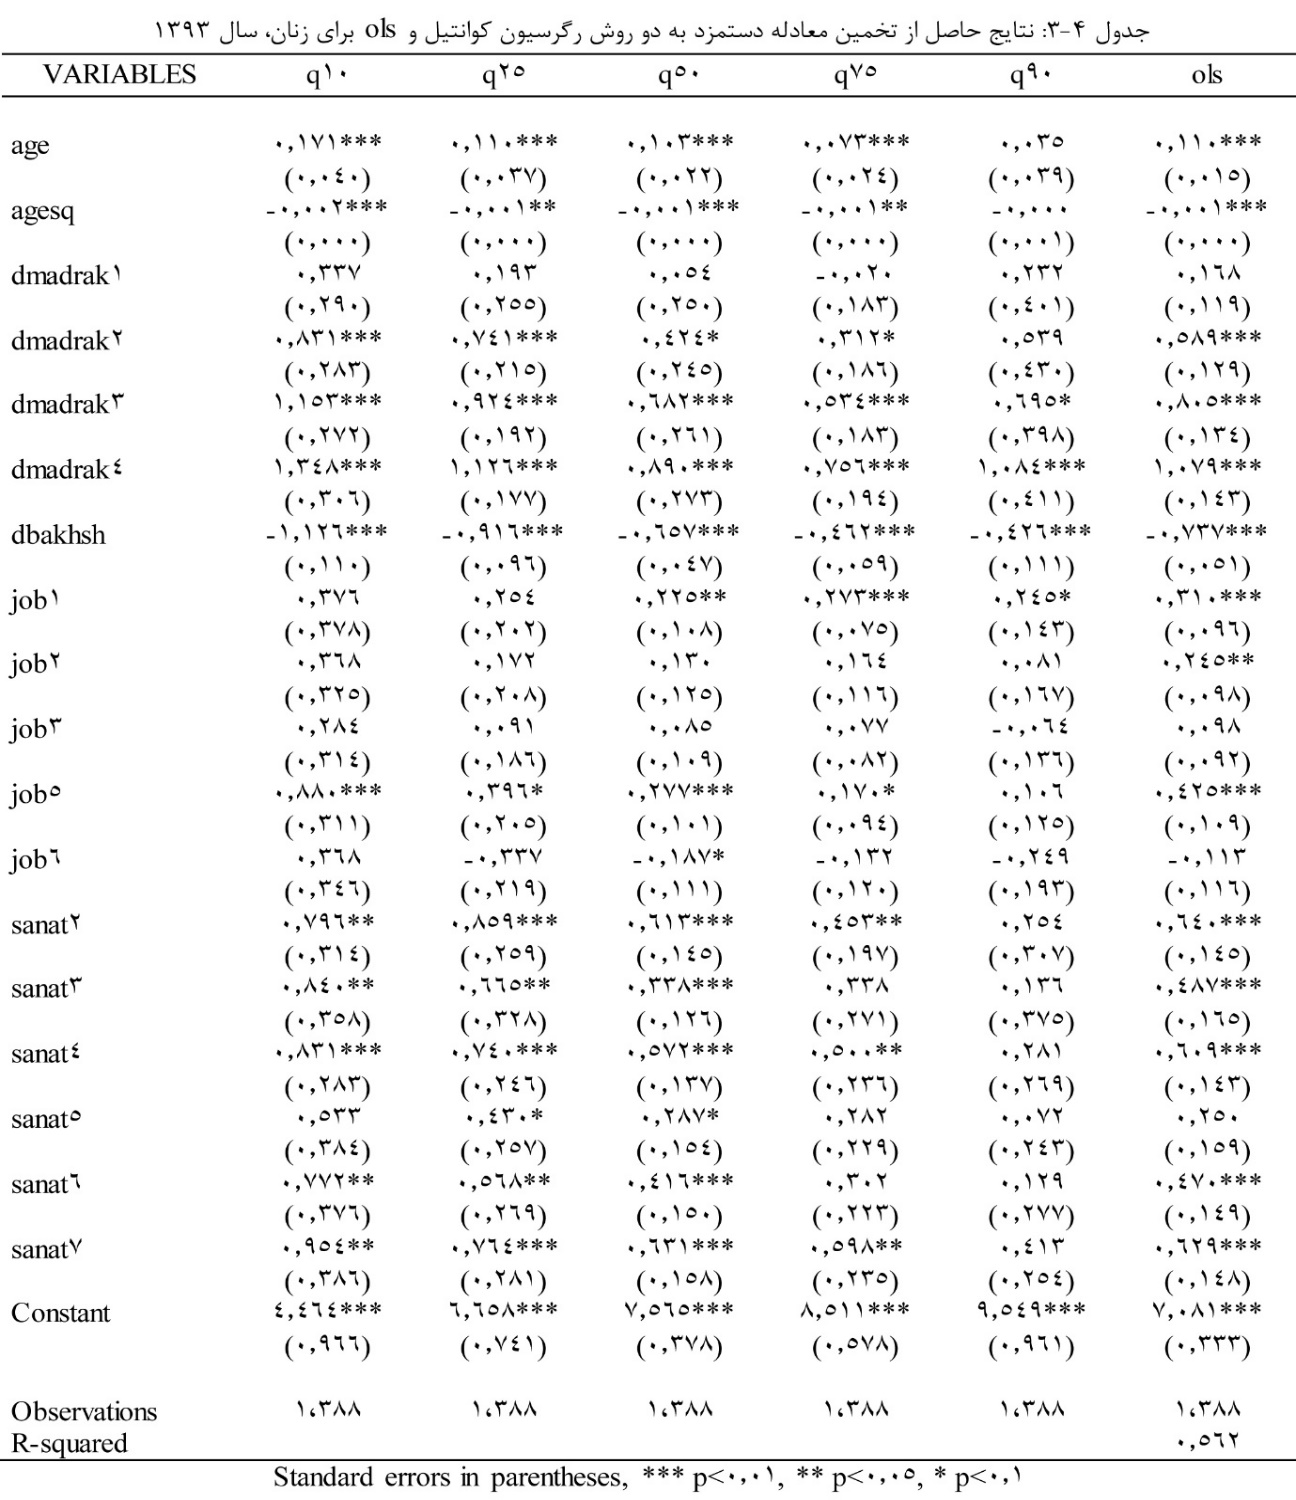 جدول ۴-۳: نتایج حاصل از تخمین معادله دستمزد به دو روش رگرسیون کوانتیل و ols برای زنان، سال ۱۳۹۳
VARIABLES q۱۰ q۲۵ q۵۰ q۷۵ q۹۰ ols
age ۰,۱۷۱*** ۰,۱۱۰*** ۰,۱۰۳*** ۰,۰۷۳*** ۰,۰۳٥ ۰,۱۱۰***
(۰,۰٤۰) (۰,۰۳۷) (۰,۰۲۲) (۰,۰۲٤) (۰,۰۳۹) (۰,۰۱٥)
agesq -۰,۰۰۲*** -۰,۰۰۱** -۰,۰۰۱*** -۰,۰۰۱** -۰,۰۰۰ -۰,۰۰۱***
(۰,۰۰۰) (۰,۰۰۰) (۰,۰۰۰) (۰,۰۰۰) (۰,۰۰۱) (۰,۰۰۰)
dmadrak۱ ۰,۳۳۷ ۰,۱۹۳ ۰,۰٥٤ -۰,۰۲۰ ۰,۲۳۲ ۰,۱٦۸
(۰,۲۹۰) (۰,۲٥٥) (۰,۲٥۰) (۰,۱۸۳) (۰,٤۰۱) (۰,۱۱۹)
dmadrak۲ ۰,۸۳۱*** ۰,۷٤۱*** ۰,٤۲٤* ۰,۳۱۲* ۰,٥۳۹ ۰,٥۸۹***
(۰,۲۸۳) (۰,۲۱٥) (۰,۲٤٥) (۰,۱۸٦) (۰,٤۳۰) (۰,۱۲۹)
dmadrak۳ ۱,۱٥۳*** ۰,۹۲٤*** ۰,٦۸۲*** ۰,٥۳٤*** ۰,٦۹٥* ۰,۸۰٥***
(۰,۲۷۲) (۰,۱۹۲) (۰,۲٦۱) (۰,۱۸۳) (۰,۳۹۸) (۰,۱۳٤)
dmadrak٤ ۱,۳٤۸*** ۱,۱۲٦*** ۰,۸۹۰*** ۰,۷٥٦*** ۱,۰۸٤*** ۱,۰۷۹***
(۰,۳۰٦) (۰,۱۷۷) (۰,۲۷۳) (۰,۱۹٤) (۰,٤۱۱) (۰,۱٤۳)
dbakhsh -۱,۱۲٦*** -۰,۹۱٦*** -۰,٦٥۷*** -۰,٤٦۲*** -۰,٤۲٦*** -۰,۷۳۷***
(۰,۱۱۰) (۰,۰۹٦) (۰,۰٤۷) (۰,۰٥۹) (۰,۱۱۱) (۰,۰٥۱)
job۱ ۰,۳۷٦ ۰,۲٥٤ ۰,۲۲٥** ۰,۲۷۳*** ۰,۲٤٥* ۰,۳۱۰***
(۰,۳۷۸) (۰,۲۰۲) (۰,۱۰۸) (۰,۰۷٥) (۰,۱٤۳) (۰,۰۹٦)
job۲ ۰,۳٦۸ ۰,۱۷۲ ۰,۱۳۰ ۰,۱٦٤ ۰,۰۸۱ ۰,۲٤٥**
(۰,۳۲٥) (۰,۲۰۸) (۰,۱۲٥) (۰,۱۱٦) (۰,۱٦۷) (۰,۰۹۸)
job۳ ۰,۲۸٤ ۰,۰۹۱ ۰,۰۸٥ ۰,۰۷۷ -۰,۰٦٤ ۰,۰۹۸
(۰,۳۱٤) (۰,۱۸٦) (۰,۱۰۹) (۰,۰۸۲) (۰,۱۳٦) (۰,۰۹۲)
job٥ ۰,۸۸۰*** ۰,۳۹٦* ۰,۲۷۷*** ۰,۱۷۰* ۰,۱۰٦ ۰,٤۲٥***
(۰,۳۱۱) (۰,۲۰٥) (۰,۱۰۱) (۰,۰۹٤) (۰,۱۲٥) (۰,۱۰۹)
job٦ ۰,۳٦۸ -۰,۳۳۷ -۰,۱۸۷* -۰,۱۳۲ -۰,۲٤۹ -۰,۱۱۳
(۰,۳٤٦) (۰,۲۱۹) (۰,۱۱۱) (۰,۱۲۰) (۰,۱۹۳) (۰,۱۱٦)
sanat۲ ۰,۷۹٦** ۰,۸٥۹*** ۰,٦۱۳*** ۰,٤٥۳** ۰,۲٥٤ ۰,٦٤۰***
(۰,۳۱٤) (۰,۲٥۹) (۰,۱٤٥) (۰,۱۹۷) (۰,۳۰۷) (۰,۱٤٥)
sanat۳ ۰,۸٤۰** ۰,٦٦٥** ۰,۳۳۸*** ۰,۳۳۸ ۰,۱۳٦ ۰,٤۸۷***
(۰,۳٥۸) (۰,۳۲۸) (۰,۱۲٦) (۰,۲۷۱) (۰,۳۷٥) (۰,۱٦٥)
sanat٤ ۰,۸۳۱*** ۰,۷٤۰*** ۰,٥۷۲*** ۰,٥۰۰** ۰,۲۸۱ ۰,٦۰۹***
(۰,۲۸۳) (۰,۲٤٦) (۰,۱۳۷) (۰,۲۳٦) (۰,۲٦۹) (۰,۱٤۳)
sanat٥ ۰,٥۳۳ ۰,٤۳۰* ۰,۲۸۷* ۰,۲۸۲ ۰,۰۷۲ ۰,۲٥۰
(۰,۳۸٤) (۰,۲٥۷) (۰,۱٥٤) (۰,۲۲۹) (۰,۲٤۳) (۰,۱٥۹)
sanat٦ ۰,۷۷۲** ۰,٥٦۸** ۰,٤۱٦*** ۰,۳۰۲ ۰,۱۲۹ ۰,٤۷۰***
(۰,۳۷٦) (۰,۲٦۹) (۰,۱٥۰) (۰,۲۲۳) (۰,۲۷۷) (۰,۱٤۹)
sanat۷ ۰,۹٥٤** ۰,۷٦٤*** ۰,٦۳۱*** ۰,٥۹۸** ۰,٤۱۳ ۰,٦۲۹***
(۰,۳۸٦) (۰,۲۸۱) (۰,۱٥۸) (۰,۲۳٥) (۰,۲٥٤) (۰,۱٤۸)
Constant ٤,٤٦٤*** ٦,٦٥۸*** ۷,٥٦٥*** ۸,٥۱۱*** ۹,٥٤۹*** ۷,۰۸۱***
(۰,۹٦٦) (۰,۷٤۱) (۰,۳۷۸) (۰,٥۷۸) (۰,۹٦۱) (۰,۳۳۳)
Observations ۱،۳۸۸ ۱،۳۸۸ ۱،۳۸۸ ۱،۳۸۸ ۱،۳۸۸ ۱،۳۸۸
R-squared ۰,٥٦۲
Standard errors in parentheses, *** p<۰,۰۱, ** p<۰,۰٥, * p<۰,۱